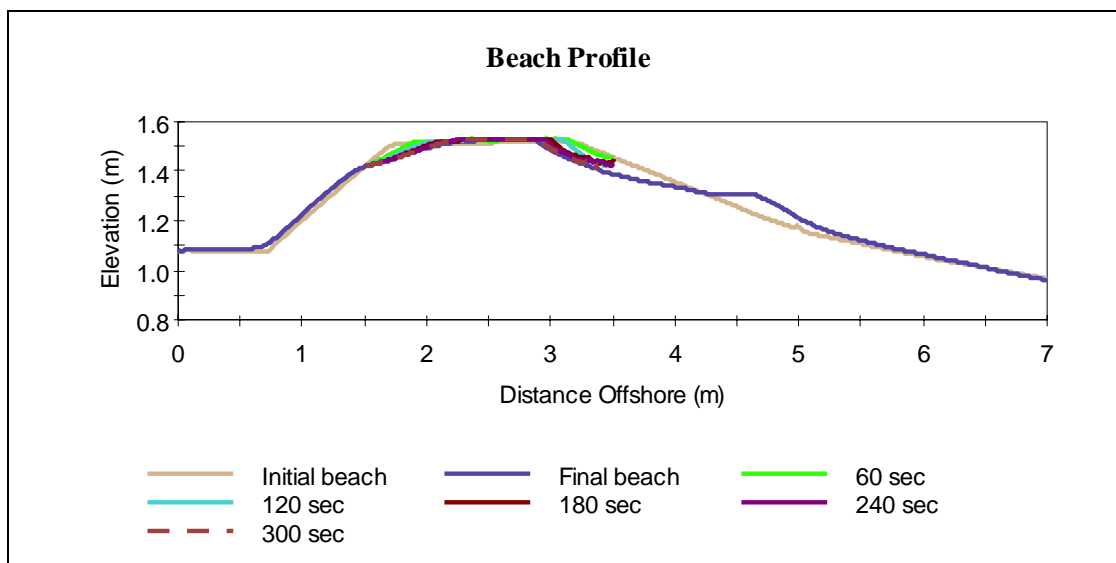 Beach Profile
1.6
1.4
1.2
1.0
0.8
Elevation (m)
0 1 2 3 4 5 6 7
Distance Offshore (m)
Initial beach Final beach 60 sec
120 sec 180 sec 240 sec
300 sec